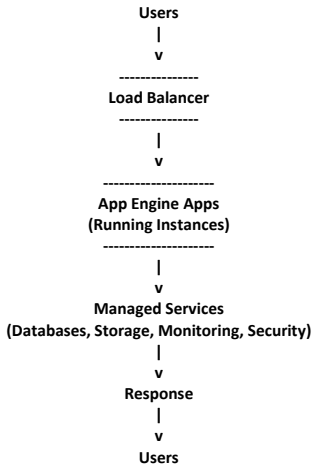 Users
|
v
---------------
Load Balancer
---------------
|
v
---------------------
App Engine Apps
(Running Instances)
---------------------
|
v
Managed Services
(Databases, Storage, Monitoring, Security)
|
v
Response
|
v
Users